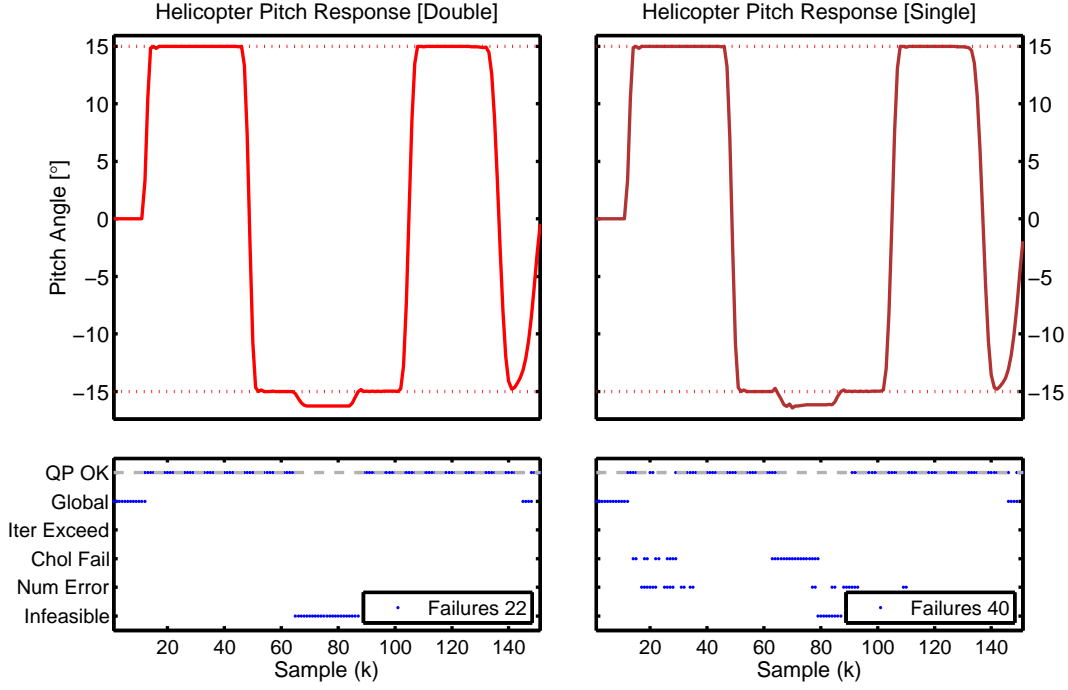 Helicopter Pitch Response [Double]
Helicopter Pitch Response [Single]
Pitch Angle [°]
15
10
5
0
−5
−10
−15
15
10
5
0
−5
−10
−15
QP OK
Global
Iter Exceed
Chol Fail
Num Error
Infeasible
Failures 22
20 40 60 80 100 120 140
Sample (k)
Failures 40
20 40 60 80 100 120 140
Sample (k)